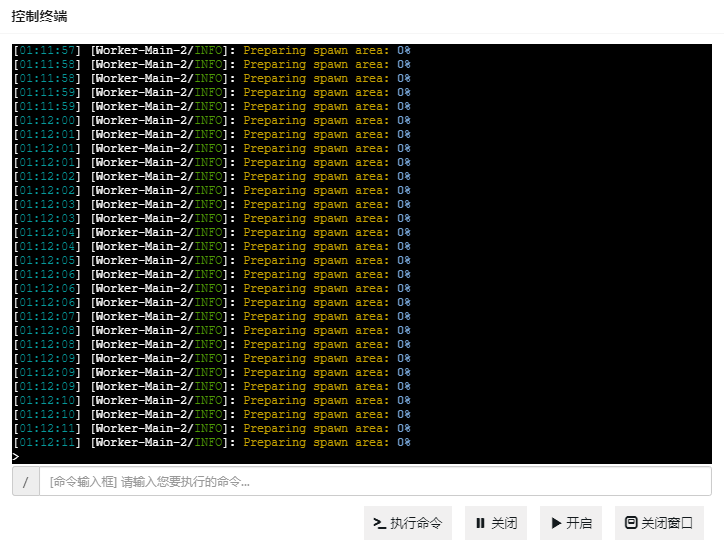 控制终端
[01:11:57] [Worker-Main-2/INFO]: Preparing spawn area: 0%
[01:11:58] [Worker-Main-2/INFO]: Preparing spawn area: 0%
[01:11:58] [Worker-Main-2/INFO]: Preparing spawn area: 0%
[01:11:59] [Worker-Main-2/INFO]: Preparing spawn area: 0%
[01:11:59] [Worker-Main-2/INFO]: Preparing spawn area: 0%
[01:12:00] [Worker-Main-2/INFO]: Preparing spawn area: 0%
[01:12:01] [Worker-Main-2/INFO]: Preparing spawn area: 0%
[01:12:01] [Worker-Main-2/INFO]: Preparing spawn area: 0%
[01:12:01] [Worker-Main-2/INFO]: Preparing spawn area: 0%
[01:12:02] [Worker-Main-2/INFO]: Preparing spawn area: 0%
[01:12:02] [Worker-Main-2/INFO]: Preparing spawn area: 0%
[01:12:03] [Worker-Main-2/INFO]: Preparing spawn area: 0%
[01:12:03] [Worker-Main-2/INFO]: Preparing spawn area: 0%
[01:12:04] [Worker-Main-2/INFO]: Preparing spawn area: 0%
[01:12:04] [Worker-Main-2/INFO]: Preparing spawn area: 0%
[01:12:05] [Worker-Main-2/INFO]: Preparing spawn area: 0%
[01:12:06] [Worker-Main-2/INFO]: Preparing spawn area: 0%
[01:12:06] [Worker-Main-2/INFO]: Preparing spawn area: 0%
[01:12:06] [Worker-Main-2/INFO]: Preparing spawn area: 0%
[01:12:07] [Worker-Main-2/INFO]: Preparing spawn area: 0%
[01:12:08] [Worker-Main-2/INFO]: Preparing spawn area: 0%
[01:12:08] [Worker-Main-2/INFO]: Preparing spawn area: 0%
[01:12:09] [Worker-Main-2/INFO]: Preparing spawn area: 0%
[01:12:09] [Worker-Main-2/INFO]: Preparing spawn area: 0%
[01:12:09] [Worker-Main-2/INFO]: Preparing spawn area: 0%
[01:12:10] [Worker-Main-2/INFO]: Preparing spawn area: 0%
[01:12:10] [Worker-Main-2/INFO]: Preparing spawn area: 0%
[01:12:11] [Worker-Main-2/INFO]: Preparing spawn area: 0%
[01:12:11] [Worker-Main-2/INFO]: Preparing spawn area: 0%
>
/ [命令输入框] 请输入您要执行的命令...
执行命令 关闭 开启 关闭窗口